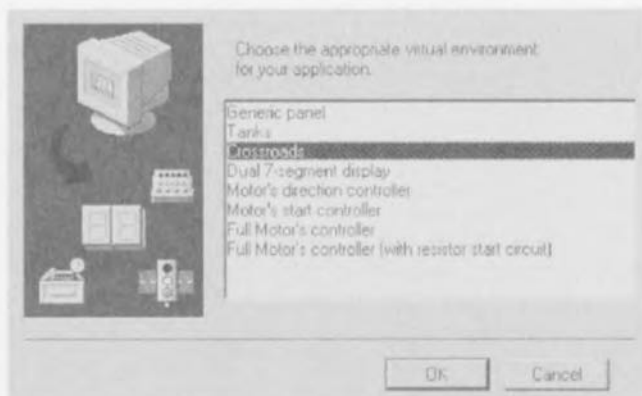 Choose the appropriate virtual environment
for your application.
Generic panel
Tanks
Crossroads
Dual 7-segment display
Motor's direction controller
Motor's start controller
Full Motor's controller
Full Motor's controller (with resistor start circuit)
OK
Cancel